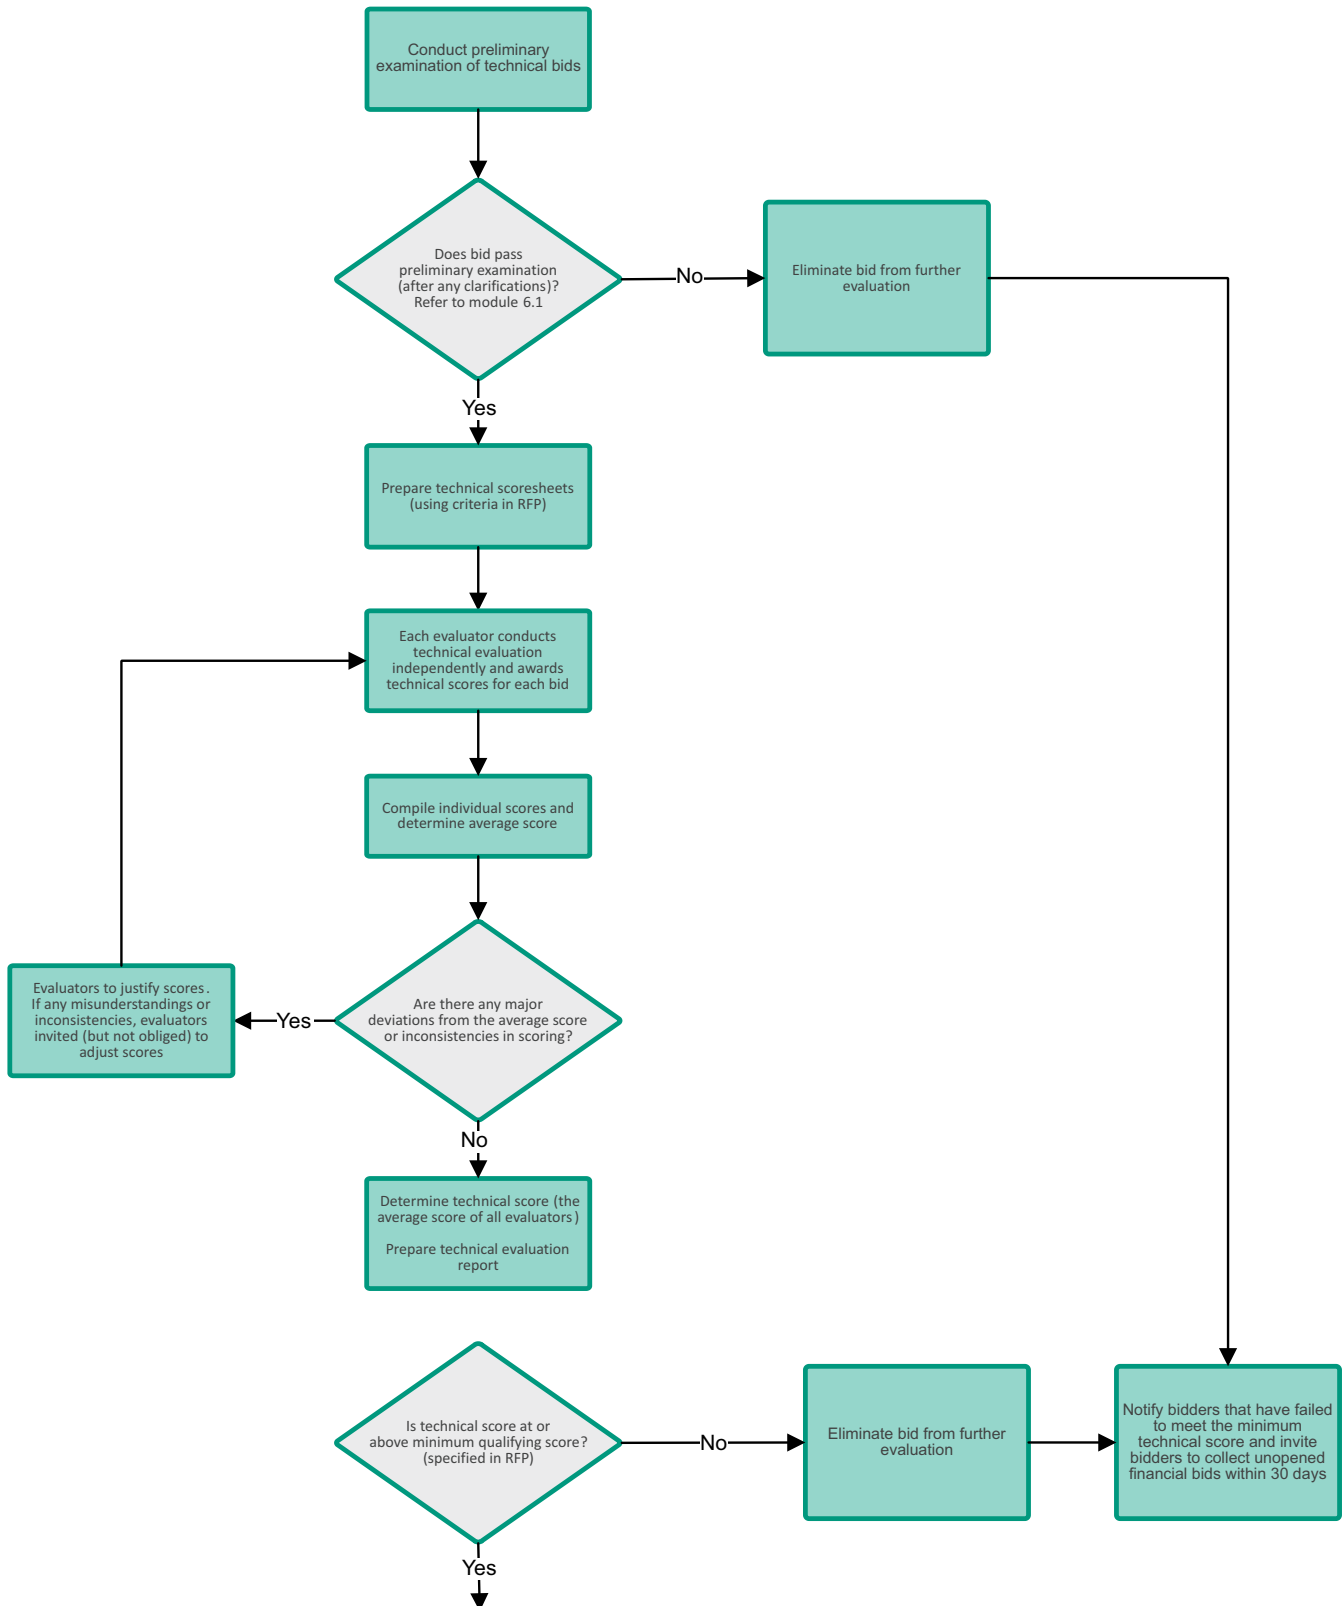 Conduct preliminary
examination of technical bids
Does bid pass
preliminary examination
(after any clarifications)?
Refer to module 6.1
No
Eliminate bid from further
evaluation
Yes
Prepare technical scoresheets
(using criteria in RFP)
Each evaluator conducts
technical evaluation
independently and awards
technical scores for each bid
Compile individual scores and
determine average score
Are there any major
deviations from the average score
or inconsistencies in scoring?
Yes
Evaluators to justify scores.
If any misunderstandings or
inconsistencies, evaluators
invited (but not obliged) to
adjust scores
No
Determine technical score (the
average score of all evaluators)
Prepare technical evaluation
report
Is technical score at or
above minimum qualifying score?
(specified in RFP)
No
Eliminate bid from further
evaluation
Notify bidders that have failed
to meet the minimum
technical score and invite
bidders to collect unopened
financial bids within 30 days
Yes